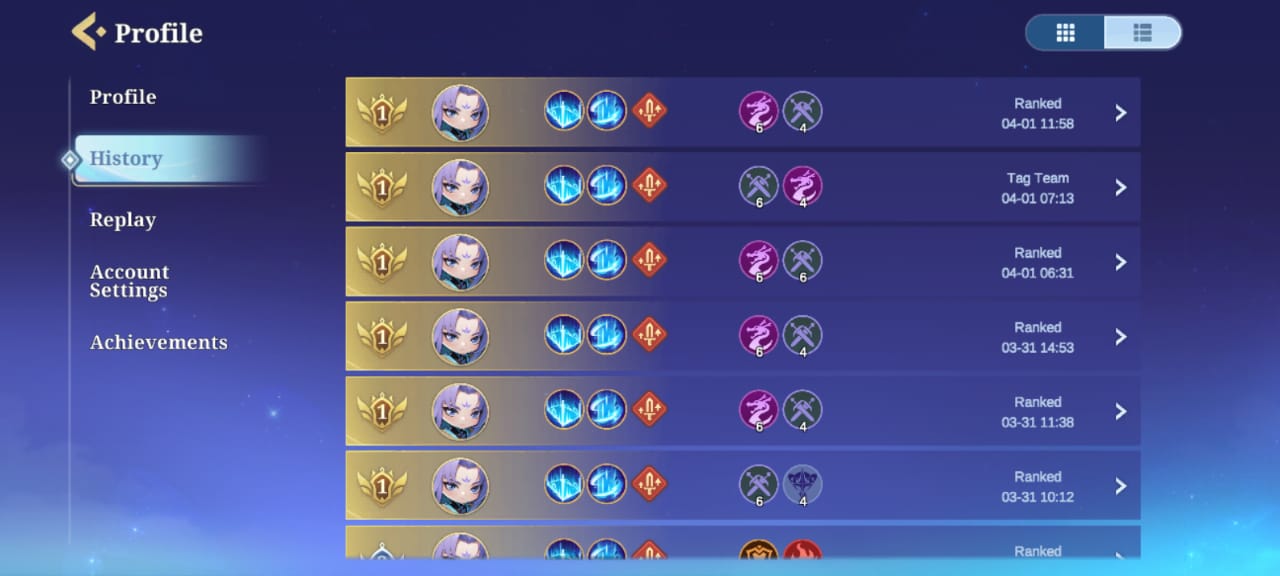 Profile
Profile
History
Replay
Account
Settings
Achievements
1
6
4
Ranked
04-01 11:58
1
6
4
Tag Team
04-01 07:13
1
6
6
Ranked
04-01 06:31
1
6
4
Ranked
03-31 14:53
1
6
4
Ranked
03-31 11:38
1
6
4
Ranked
03-31 10:12
Ranked